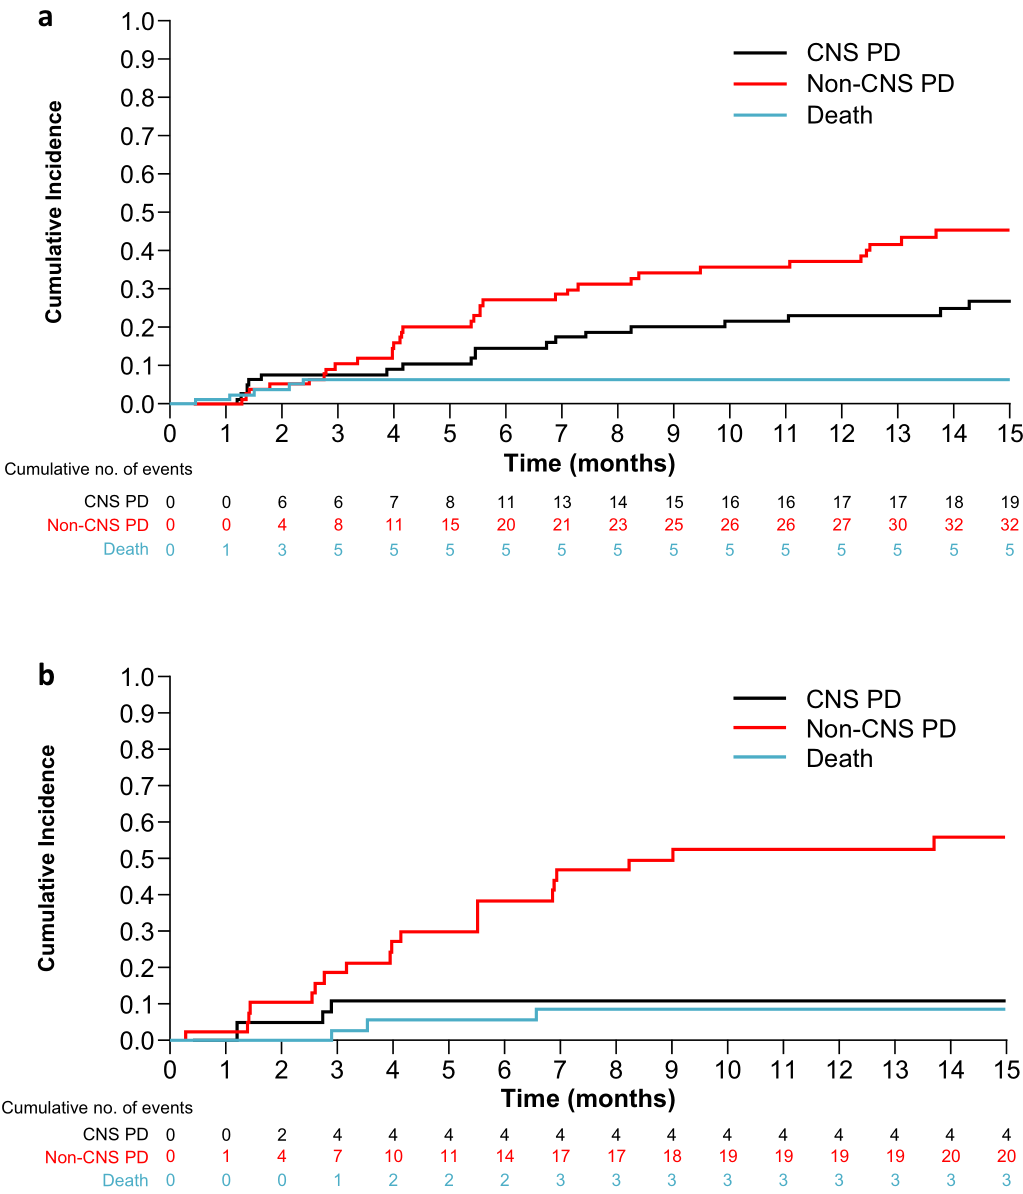 a
1.0
0.9
0.8
0.7
0.6
0.5
0.4
0.3
0.2
0.1
0.0
Cumulative Incidence
CNS PD
Non-CNS PD
Death
0 1 2 3 4 5 6 7 8 9 10 11 12 13 14 15
Time (months)
Cumulative no. of events
CNS PD 0 0 6 6 7 8 11 13 14 15 16 16 17 17 18 19
Non-CNS PD 0 0 4 8 11 15 20 21 23 25 26 26 27 30 32 32
Death 0 1 3 5 5 5 5 5 5 5 5 5 5 5 5 5
b
1.0
0.9
0.8
0.7
0.6
0.5
0.4
0.3
0.2
0.1
0.0
Cumulative Incidence
CNS PD
Non-CNS PD
Death
0 1 2 3 4 5 6 7 8 9 10 11 12 13 14 15
Time (months)
Cumulative no. of events
CNS PD 0 0 2 4 4 4 4 4 4 4 4 4 4 4 4 4
Non-CNS PD 0 1 4 7 10 11 14 17 17 18 19 19 19 19 20 20
Death 0 0 0 1 2 2 2 3 3 3 3 3 3 3 3 3